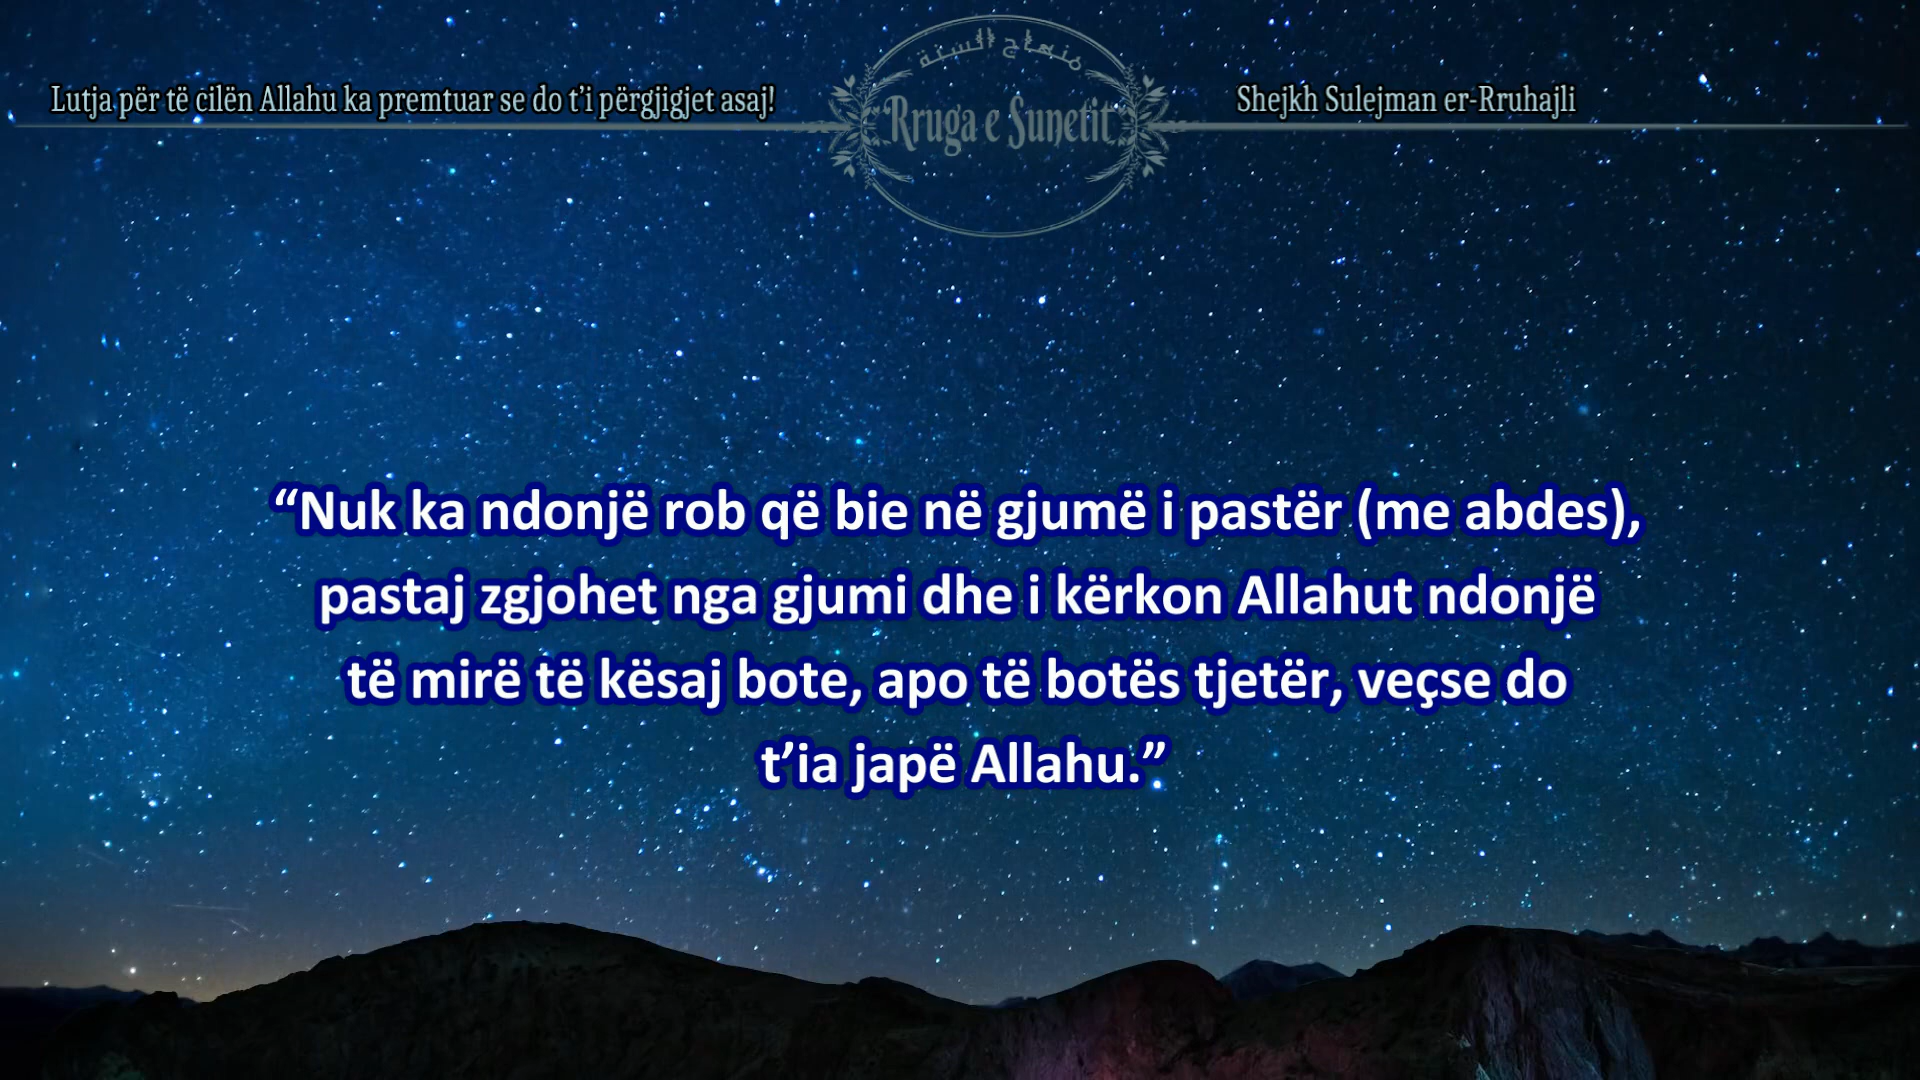 Lutja për të cilën Allahu ka premtuar se do t’i përgjigjet asaj!
منهاج السنة
Rruga e Sunetit
Shejkh Sulejman er-Rruhajli
“Nuk ka ndonjë rob që bie në gjumë i pastër (me abdes),
pastaj zgjohet nga gjumi dhe i kërkon Allahut ndonjë
të mirë të kësaj bote, apo të botës tjetër, veçse do
t’ia japë Allahu.”